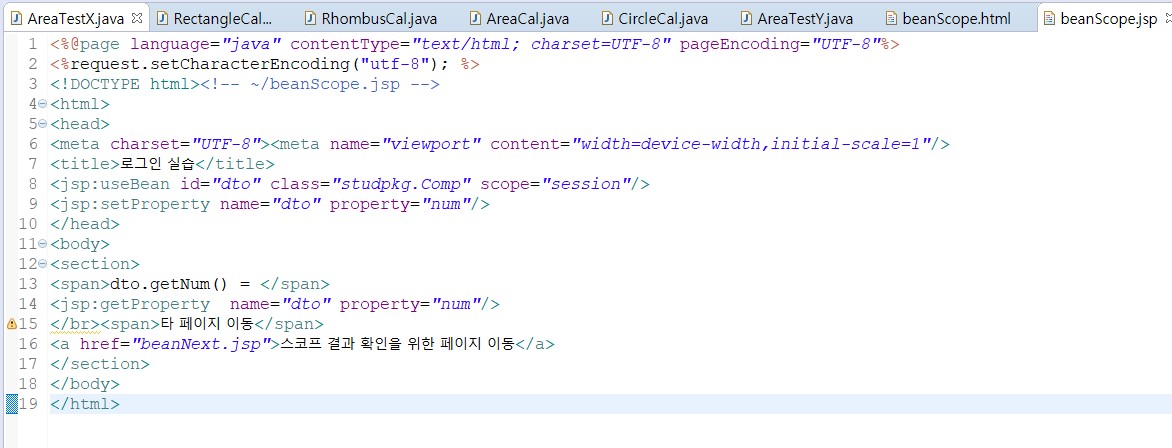 AreaTestX.java RectangleCal... RhombusCal.java AreaCal.java CircleCal.java AreaTestY.java beanScope.html beanScope.jsp
1 <%@page language="java" contentType="text/html; charset=UTF-8" pageEncoding="UTF-8"%>
2 <%request.setCharacterEncoding("utf-8"); %>
3 <!DOCTYPE html><!-- ~/beanScope.jsp -->
4 <html>
5 <head>
6 <meta charset="UTF-8"><meta name="viewport" content="width=device-width,initial-scale=1"/>
7 <title>로그인 실습</title>
8 <jsp:useBean id="dto" class="studpkg.Comp" scope="session"/>
9 <jsp:setProperty name="dto" property="num"/>
10 </head>
11 <body>
12 <section>
13 <span>dto.getNum() = </span>
14 <jsp:getProperty  name="dto" property="num"/>
15 </br><span>타 페이지 이동</span>
16 <a href="beanNext.jsp">스코프 결과 확인을 위한 페이지 이동</a>
17 </section>
18 </body>
19 </html>